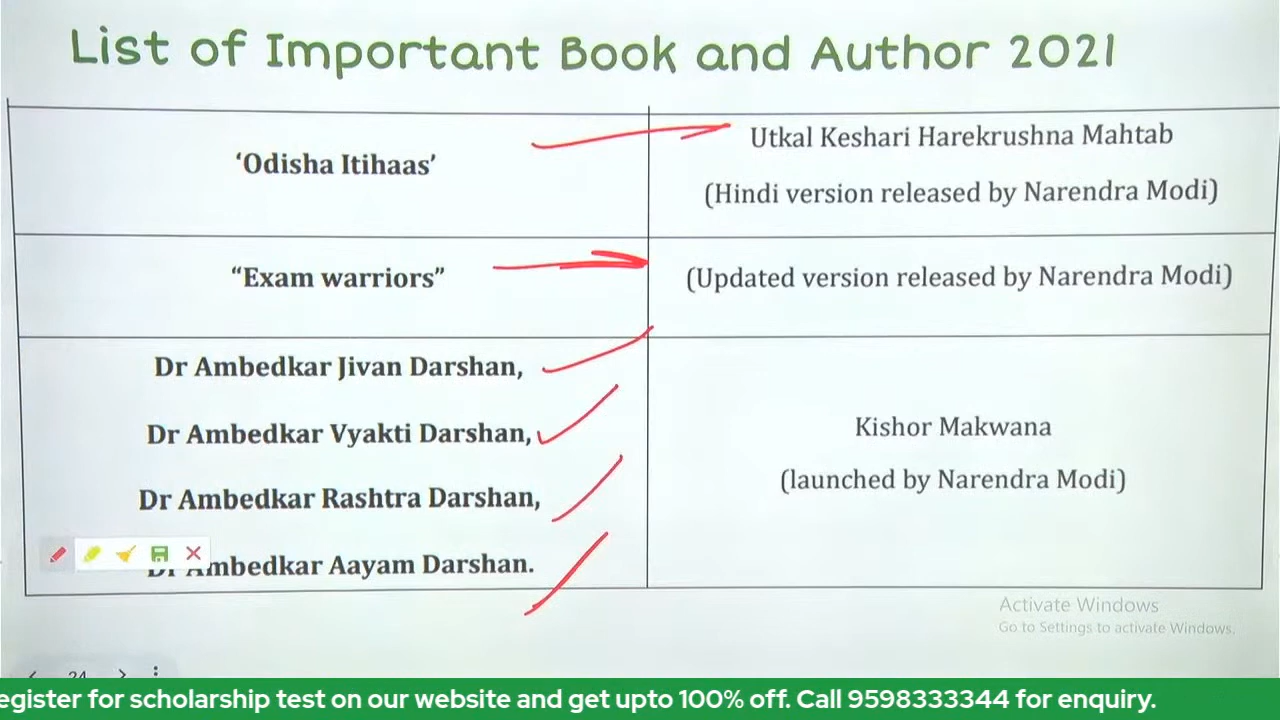 List of Important Book and Author 2021
'Odisha Itihaas'
Utkal Keshari Harekrushna Mahtab
(Hindi version released by Narendra Modi)
"Exam warriors"
(Updated version released by Narendra Modi)
Dr Ambedkar Jivan Darshan,
Dr Ambedkar Vyakti Darshan,
Dr Ambedkar Rashtra Darshan,
Dr Ambedkar Aayam Darshan.
Kishor Makwana
(launched by Narendra Modi)
Activate Windows
Go to Settings to activate Windows.
24
egister for scholarship test on our website and get upto 100% off. Call 9598333344 for enquiry.